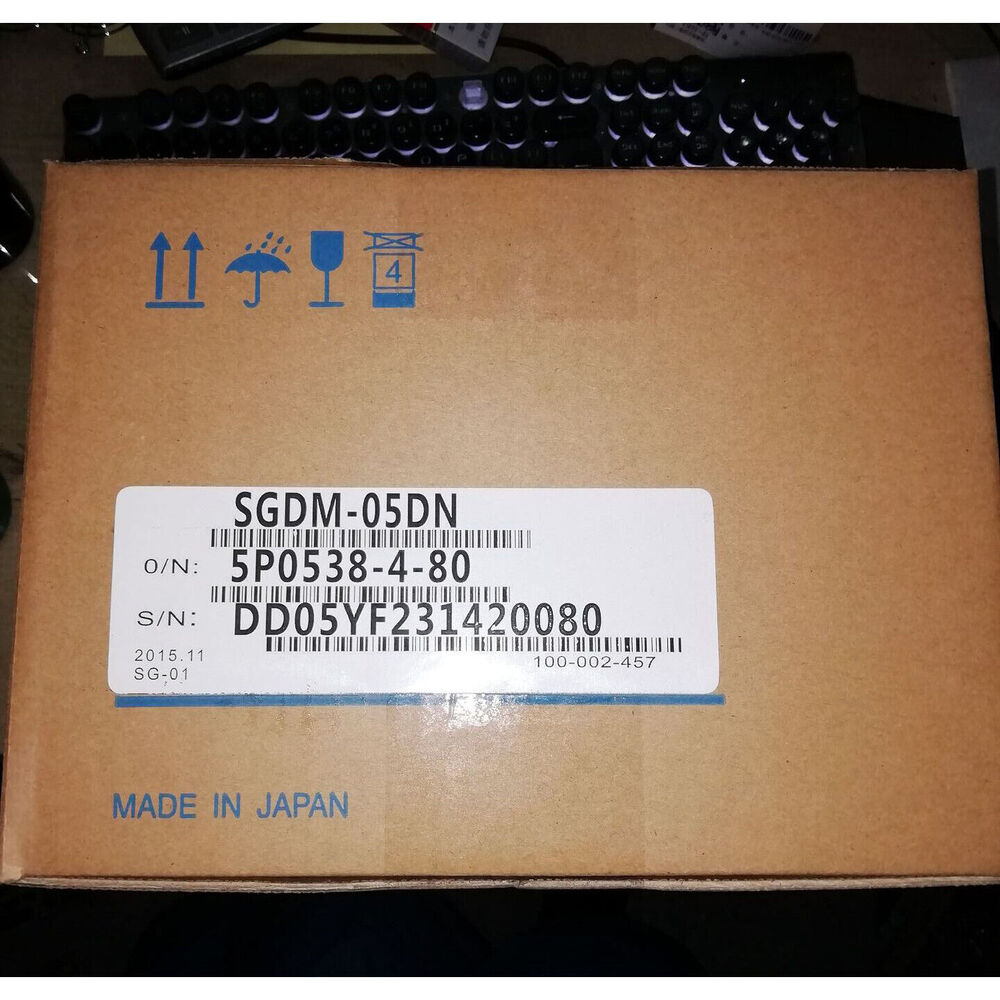 4
SGDM-05DN
O/N: 5P0538-4-80
S/N: DD05YF231420080
2015.11
100-002-457
SG-01
MADE IN JAPAN